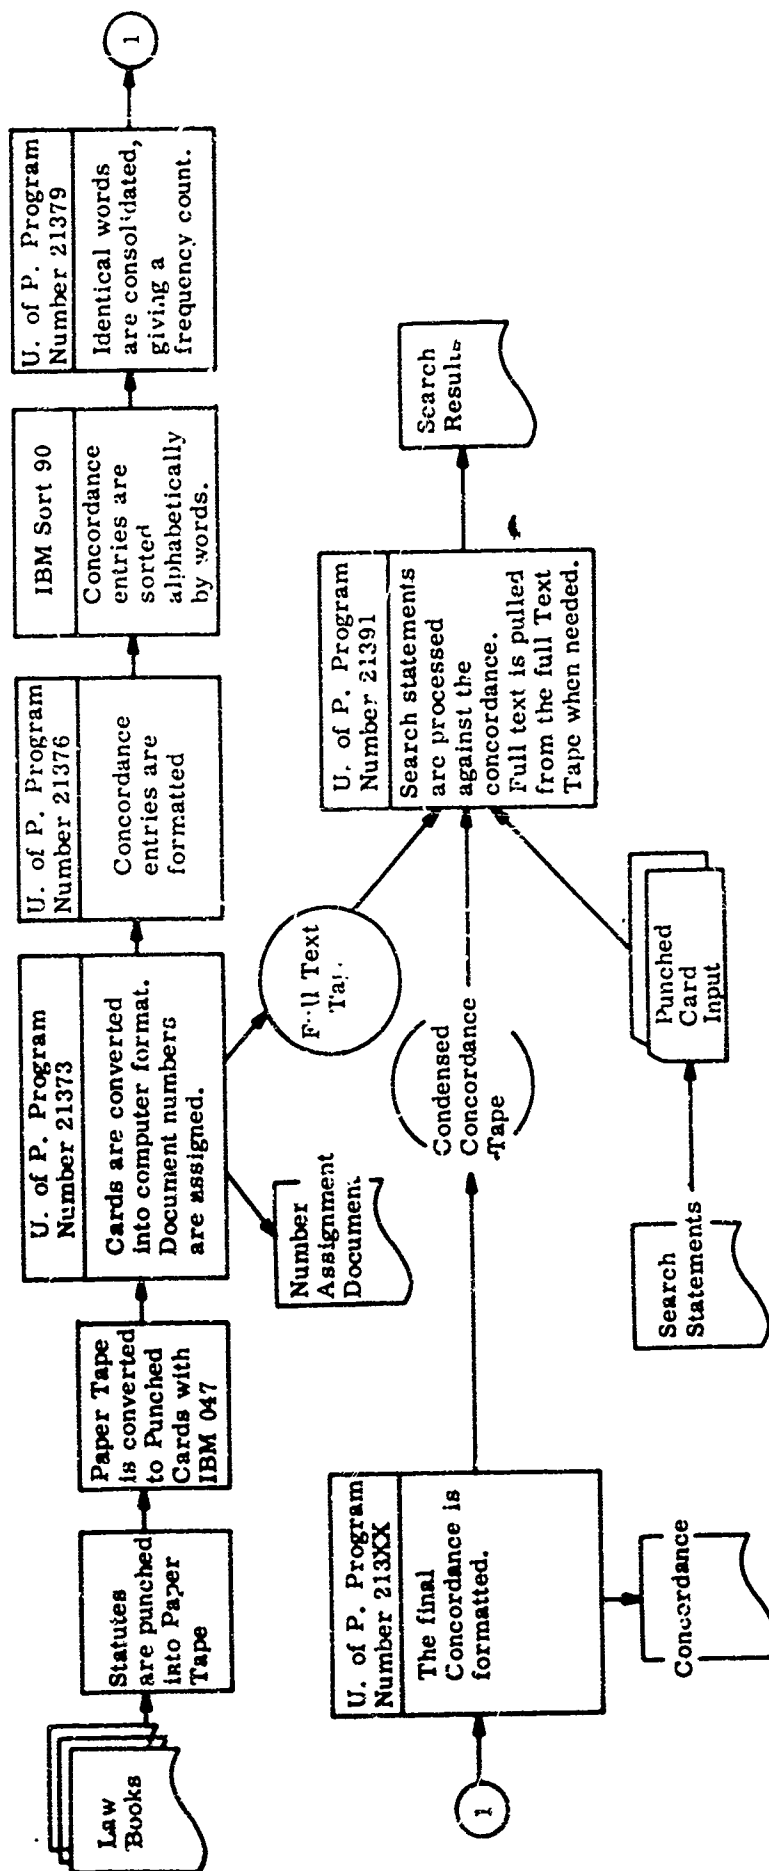 Law
Books
Statutes
are punched
into Paper
Tape
Paper Tape
is converted
to Punched
Cards with
IBM 047
U. of P. Program
Number 21373
Cards are converted
into computer format.
Document numbers
are assigned.
U. of P. Program
Number 21376
Concordance
entries are
formatted
IBM Sort 90
Concordance
entries are
sorted
alphabetically
by words.
U. of P. Program
Number 21379
Identical words
are consolidated,
giving a
frequency count.
1
Number
Assignment
Document
Full Text
1
U. of P. Program
Number 213XX
The final
Concordance is
formatted.
Concordance
Condensed
Concordance
Tape
Search
Statements
Punched
Card
Input
U. of P. Program
Number 21391
Search statements
are processed
against the
concordance.
Full text is pulled
from the full Text
Tape when needed.
Search
Results